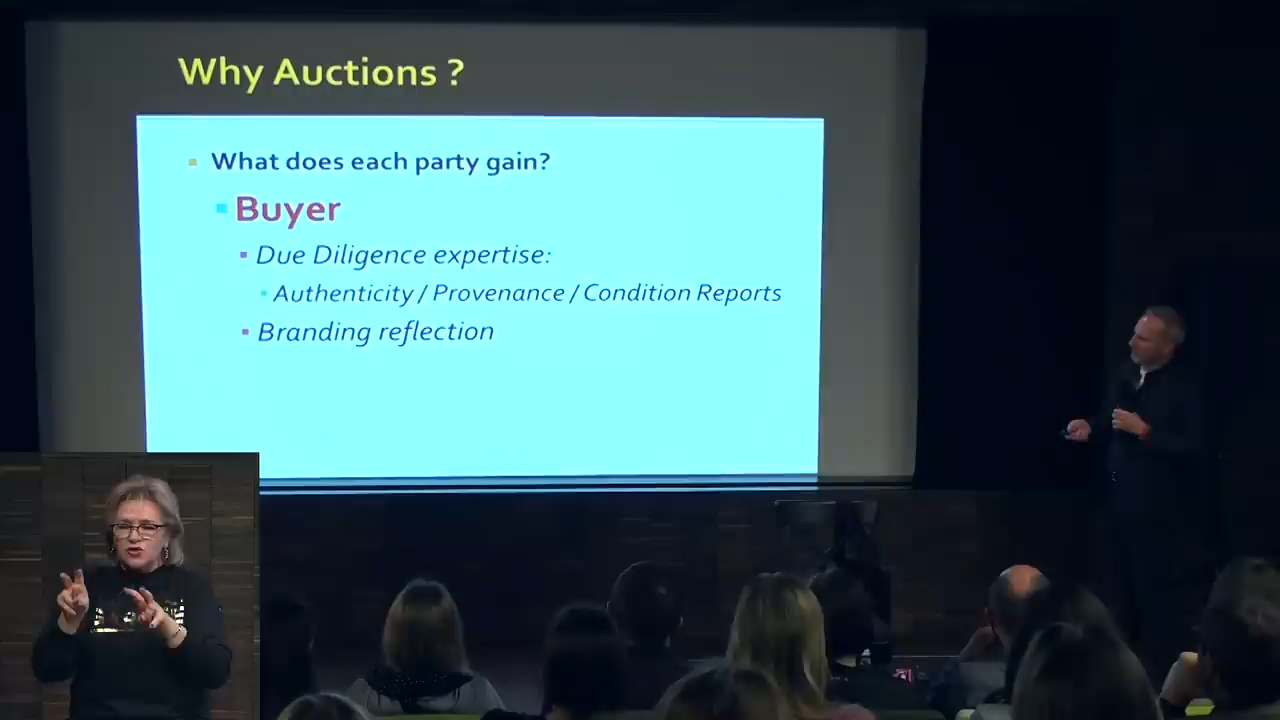 Why Auctions ?
What does each party gain?
Buyer
Due Diligence expertise:
Authenticity / Provenance / Condition Reports
Branding reflection